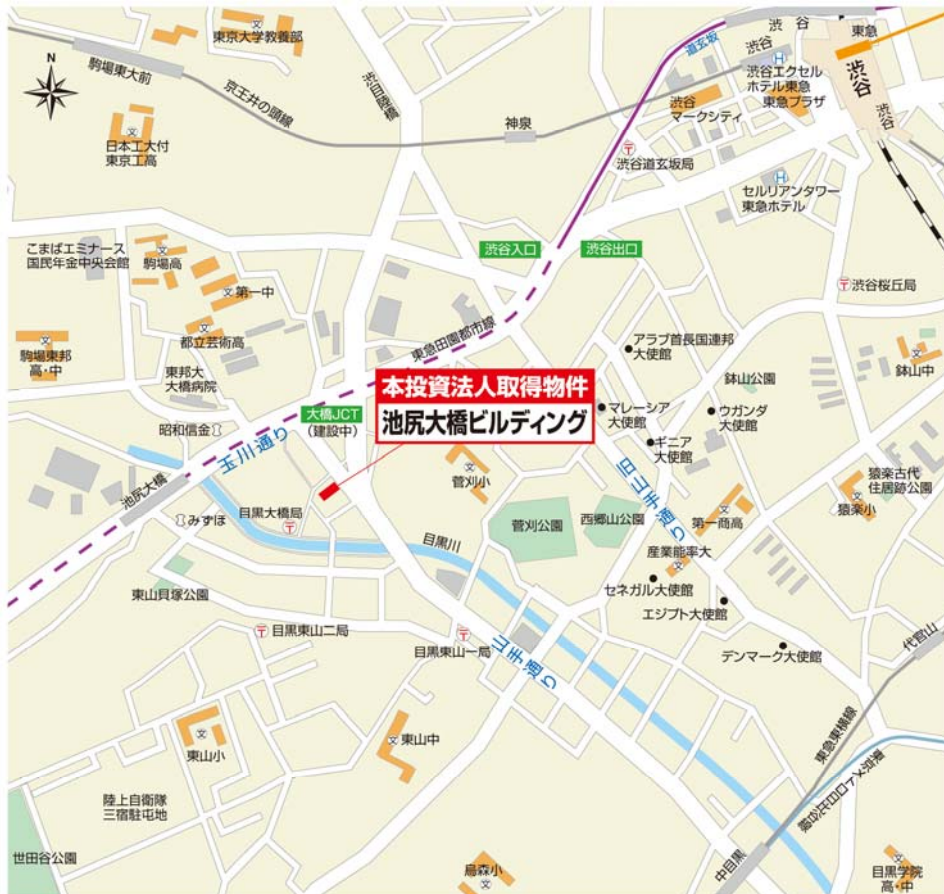 N
東京大学教養部
駒場東大前
京王井の頭線
日本工大付
東京工高
神泉
道玄坂
渋谷
東急
渋谷
渋谷エクセル
ホテル東急
東急プラザ
渋谷
マークシティ
渋谷
渋谷
渋谷道玄坂局
セルリアンタワー
東急ホテル
こまばエミナース
国民年金中央会館
駒場高
第一中
都立芸術高
駒場東邦
高・中
東邦大
大橋病院
渋谷入口
渋谷出口
渋谷桜丘局
東急田園都市線
アラブ首長国連邦
大使館
鉢山公園
鉢山中
本投資法人取得物件
池尻大橋ビルディング
大橋JCT
(建設中)
昭和信金
玉川通り
池尻大橋
みずほ
目黒大橋局
マレーシア
大使館
ウガンダ
大使館
ギニア
大使館
菅刈小
菅刈公園
西郷山公園
旧山手通り
第一商高
猿楽古代
住居跡公園
猿楽小
産業能率大
セネガル大使館
エジプト大使館
デンマーク大使館
目黒川
東山貝塚公園
目黒東山二局
目黒東山一局
山手通り
代官山
東急東横線
東京メトロ日比谷線
中目黒
東山小
東山中
陸上自衛隊
三宿駐屯地
世田谷公園
烏森小
目黒学院
高・中